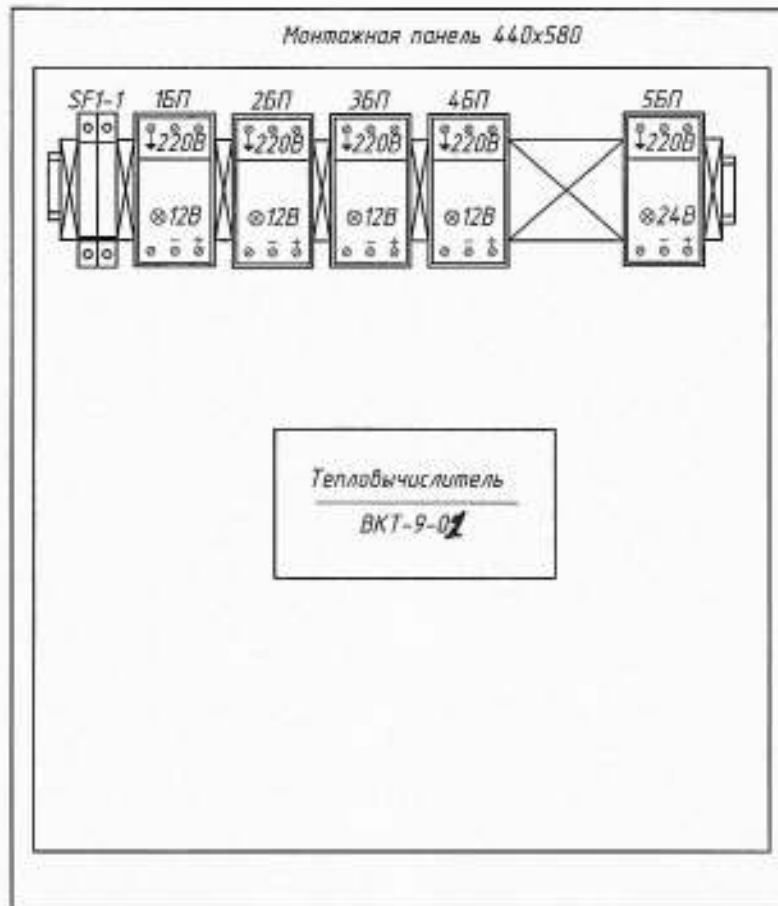 Монтажная панель 440х580
SF1-1 1БП 2БП 3БП 4БП 5БП
220В 220В 220В 220В 220В
12В 12В 12В 12В 24В
- + - + - + - + - +
Тепловычислитель
ВКТ-9-01